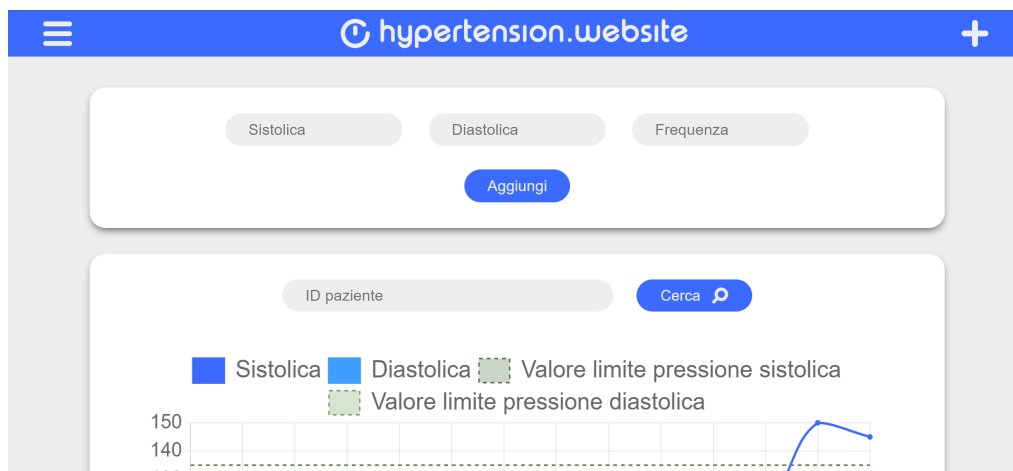 hypertension.website
Sistolica Diastolica Frequenza
Aggiungi
ID paziente Cerca
Sistolica Diastolica Valore limite pressione sistolica
Valore limite pressione diastolica
150
140